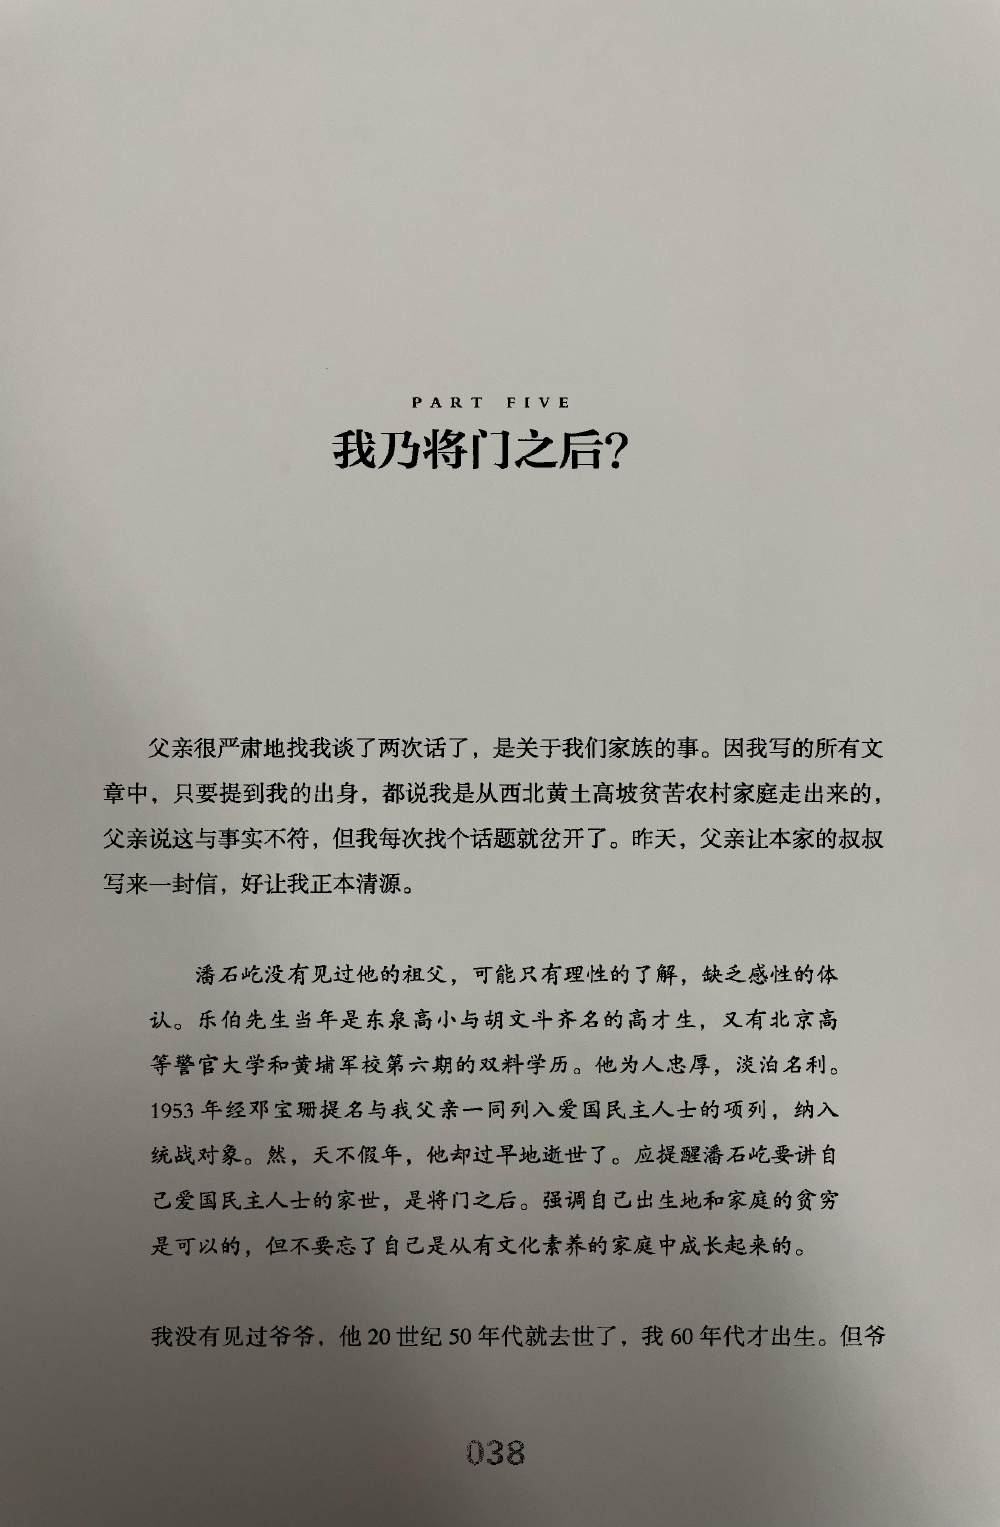 PART FIVE
我乃将门之后？
父亲很严肃地找我谈了两次话了，是关于我们家族的事。因我写的所有文
章中，只要提到我的出身，都说我是从西北黄土高坡贫苦农村家庭走出来的，
父亲说这与事实不符，但我每次找个话题就岔开了。昨天，父亲让本家的叔叔
写来一封信，好让我正本清源。
潘石屹没有见过他的祖父，可能只有理性的了解，缺乏感性的体
认。乐伯先生当年是东泉高小与胡文斗齐名的高才生，又有北京高
等警官大学和黄埔军校第六期的双料学历。他为人忠厚，淡泊名利。
1953 年经邓宝珊提名与我父亲一同列入爱国民主人士的项列，纳入
统战对象。然，天不假年，他却过早地逝世了。应提醒潘石屹要讲自
己爱国民主人士的家世，是将门之后。强调自己出生地和家庭的贫穷
是可以的，但不要忘了自己是从有文化素养的家庭中成长起来的。
我没有见过爷爷，他 20 世纪 50 年代就去世了，我 60 年代才出生。但爷
038